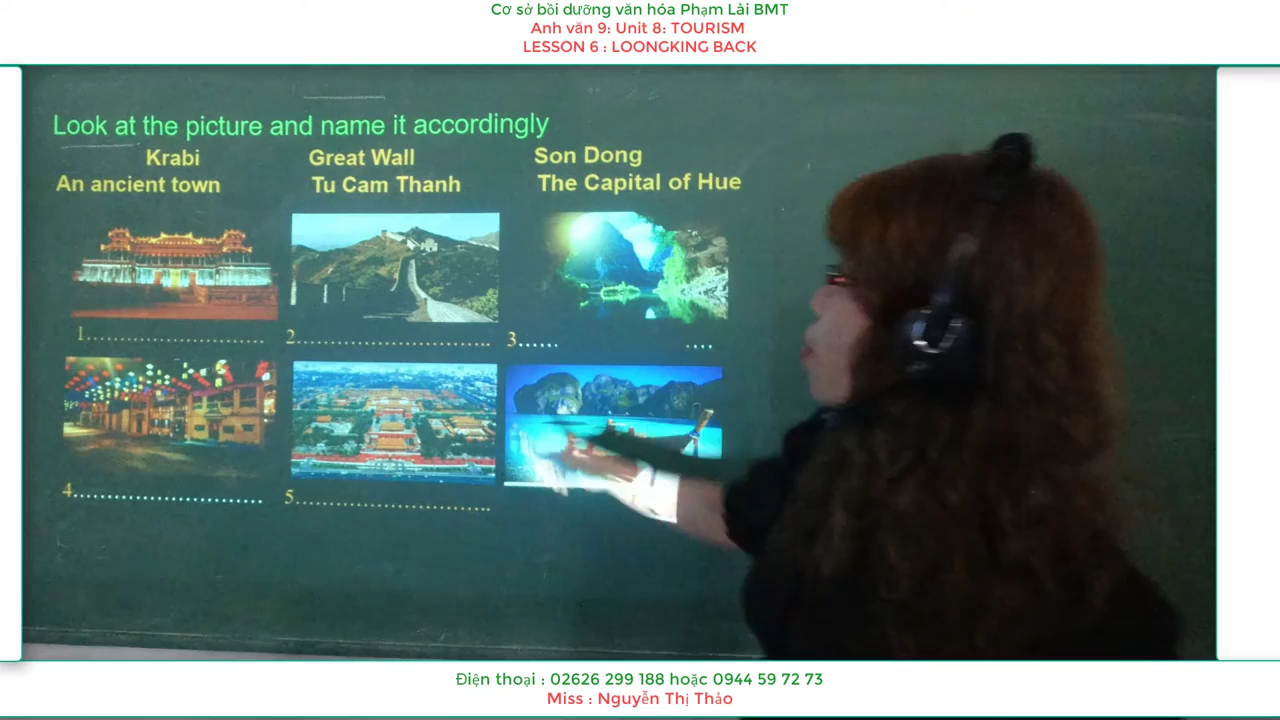 Cơ sở bồi dưỡng văn hóa Phạm Lài BMT
Anh văn 9: Unit 8: TOURISM
LESSON 6 : LOONGKING BACK
Look at the picture and name it accordingly
Krabi Great Wall Son Dong
An ancient town Tu Cam Thanh The Capital of Hue
1.............................. 2.............................. 3...... ....
4.............................. 5..............................
Điện thoại : 02626 299 188 hoặc 0944 59 72 73
Miss : Nguyễn Thị Thảo